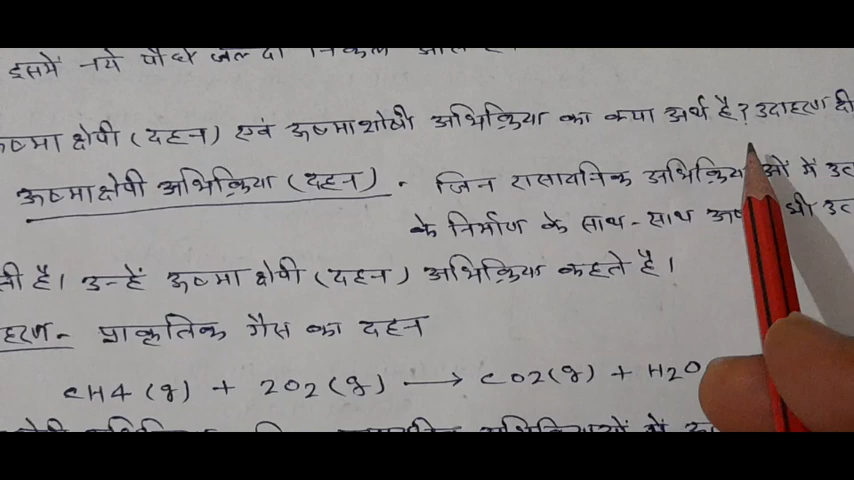 इसमें नये पौधे जल्दी निकल आते
ऊष्मा क्षेपी (दहन) एवं ऊष्माशोषी अभिक्रिया का क्या अर्थ है? उदाहरण दी
ऊष्माक्षेपी अभिक्रिया (दहन) - जिन रासायनिक अभिक्रियाओं में उत
के निर्माण के साथ-साथ ऊष् भी उत
ती है। उन्हें ऊष्मा क्षेपी (दहन) अभिक्रिया कहते है।
हरण- प्राकृतिक गैस का दहन
CH4 (g) + 2O2 (g) → CO2 (g) + H2O
अभिक्रियाओं में